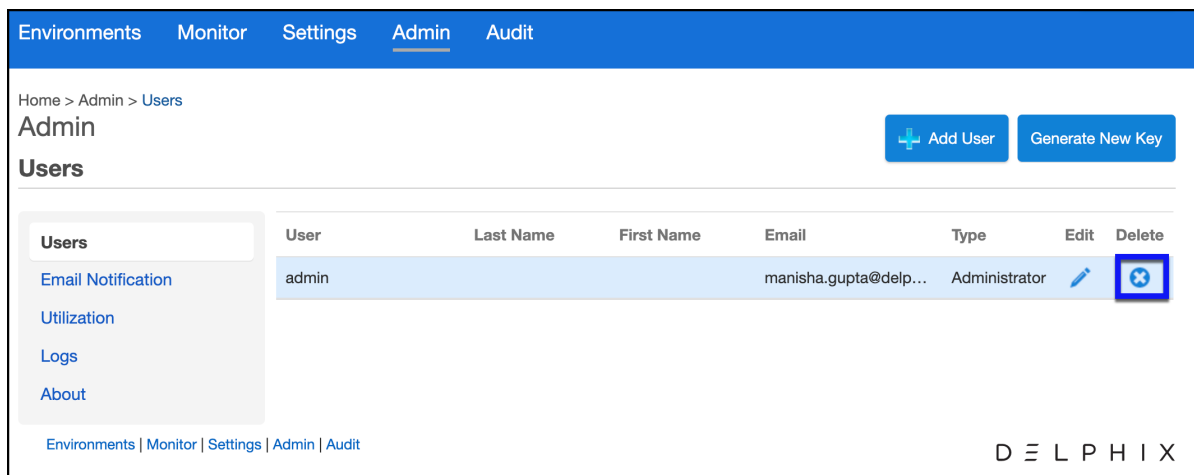 Environments Monitor Settings Admin Audit
Home > Admin > Users
Admin
Add User Generate New Key
Users
User Last Name First Name Email Type Edit Delete
admin manisha.gupta@delp... Administrator
Users
Email Notification
Utilization
Logs
About
Environments | Monitor | Settings | Admin | Audit
DELPHIX